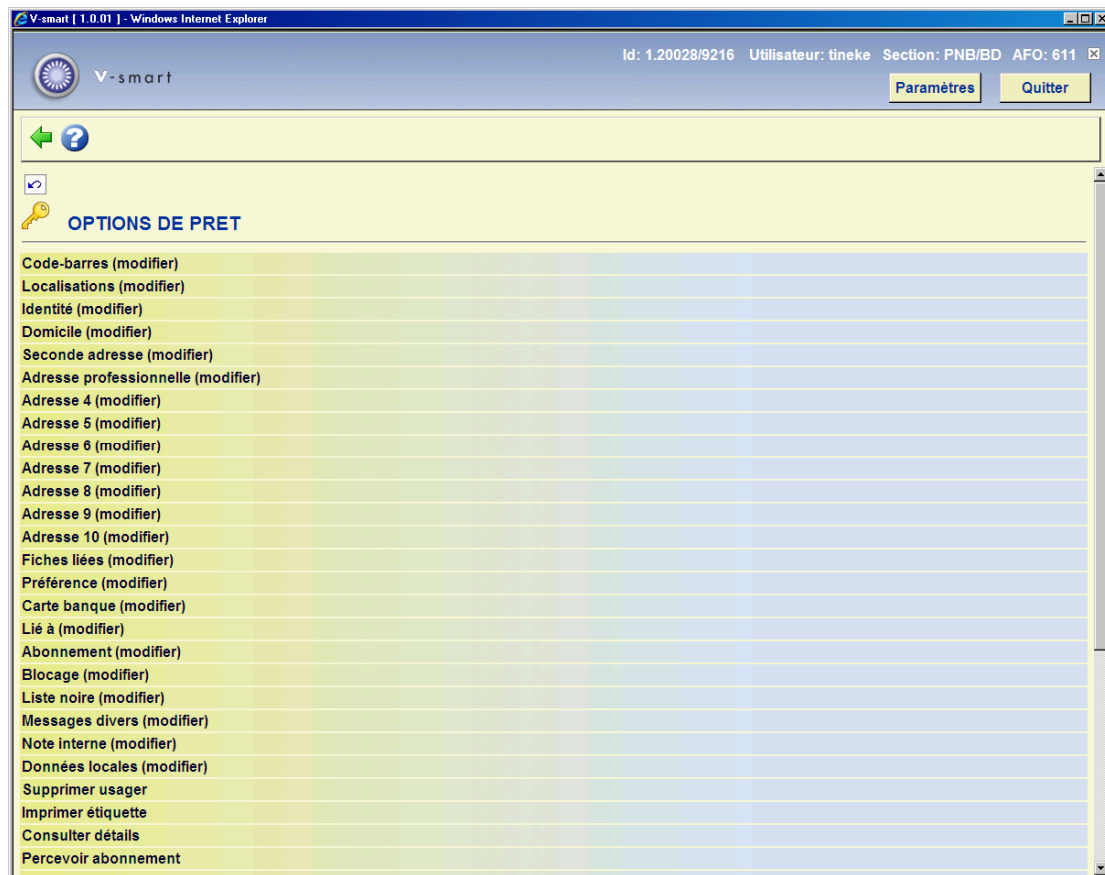 V-smart [ 1.0.01 ] - Windows Internet Explorer
Id: 1.20028/9216 Utilisateur: tineke Section: PNB/BD AFO: 611
V-smart
Paramètres Quitter
OPTIONS DE PRET
Code-barres (modifier)
Localisations (modifier)
Identité (modifier)
Domicile (modifier)
Seconde adresse (modifier)
Adresse professionnelle (modifier)
Adresse 4 (modifier)
Adresse 5 (modifier)
Adresse 6 (modifier)
Adresse 7 (modifier)
Adresse 8 (modifier)
Adresse 9 (modifier)
Adresse 10 (modifier)
Fiches liées (modifier)
Préférence (modifier)
Carte banque (modifier)
Lié à (modifier)
Abonnement (modifier)
Blocage (modifier)
Liste noire (modifier)
Messages divers (modifier)
Note interne (modifier)
Données locales (modifier)
Supprimer usager
Imprimer étiquette
Consulter détails
Percevoir abonnement